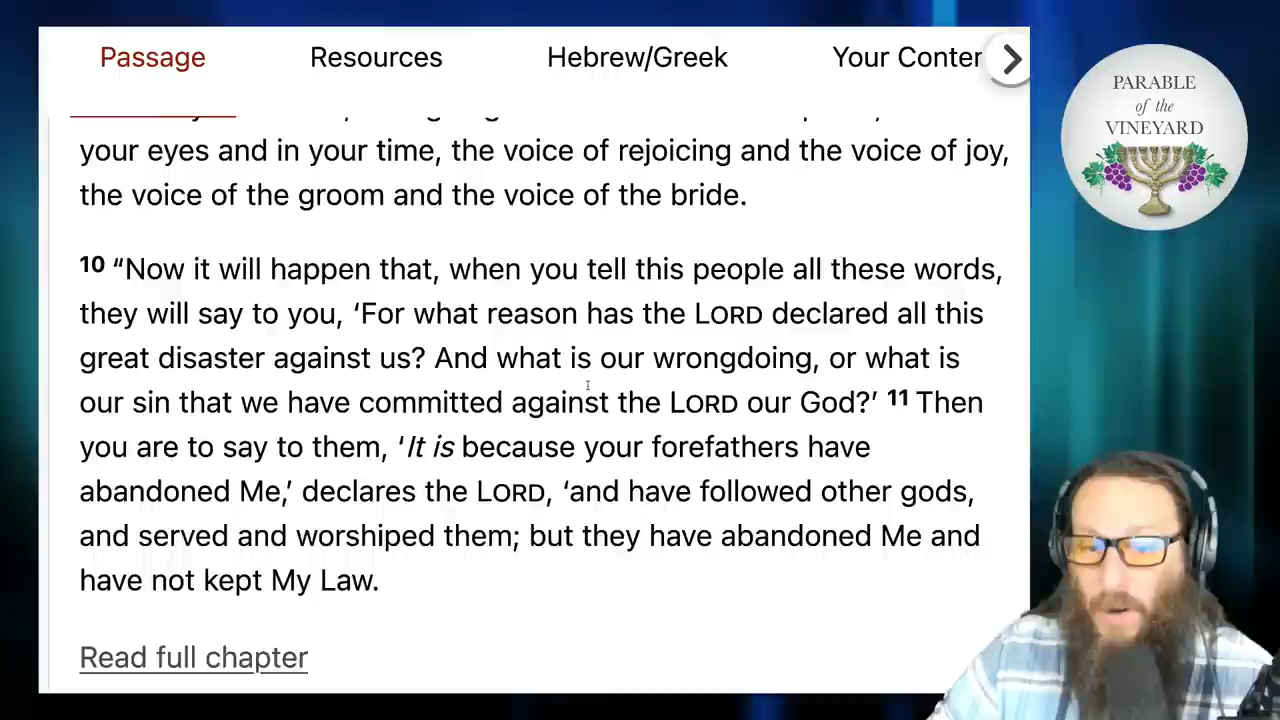 Passage Resources Hebrew/Greek Your Conter
your eyes and in your time, the voice of rejoicing and the voice of joy,
the voice of the groom and the voice of the bride.
10 “Now it will happen that, when you tell this people all these words,
they will say to you, ‘For what reason has the LORD declared all this
great disaster against us? And what is our wrongdoing, or what is
our sin that we have committed against the LORD our God?’ 11 Then
you are to say to them, ‘It is because your forefathers have
abandoned Me,’ declares the LORD, ‘and have followed other gods,
and served and worshiped them; but they have abandoned Me and
have not kept My Law.
Read full chapter
PARABLE
of the
VINEYARD